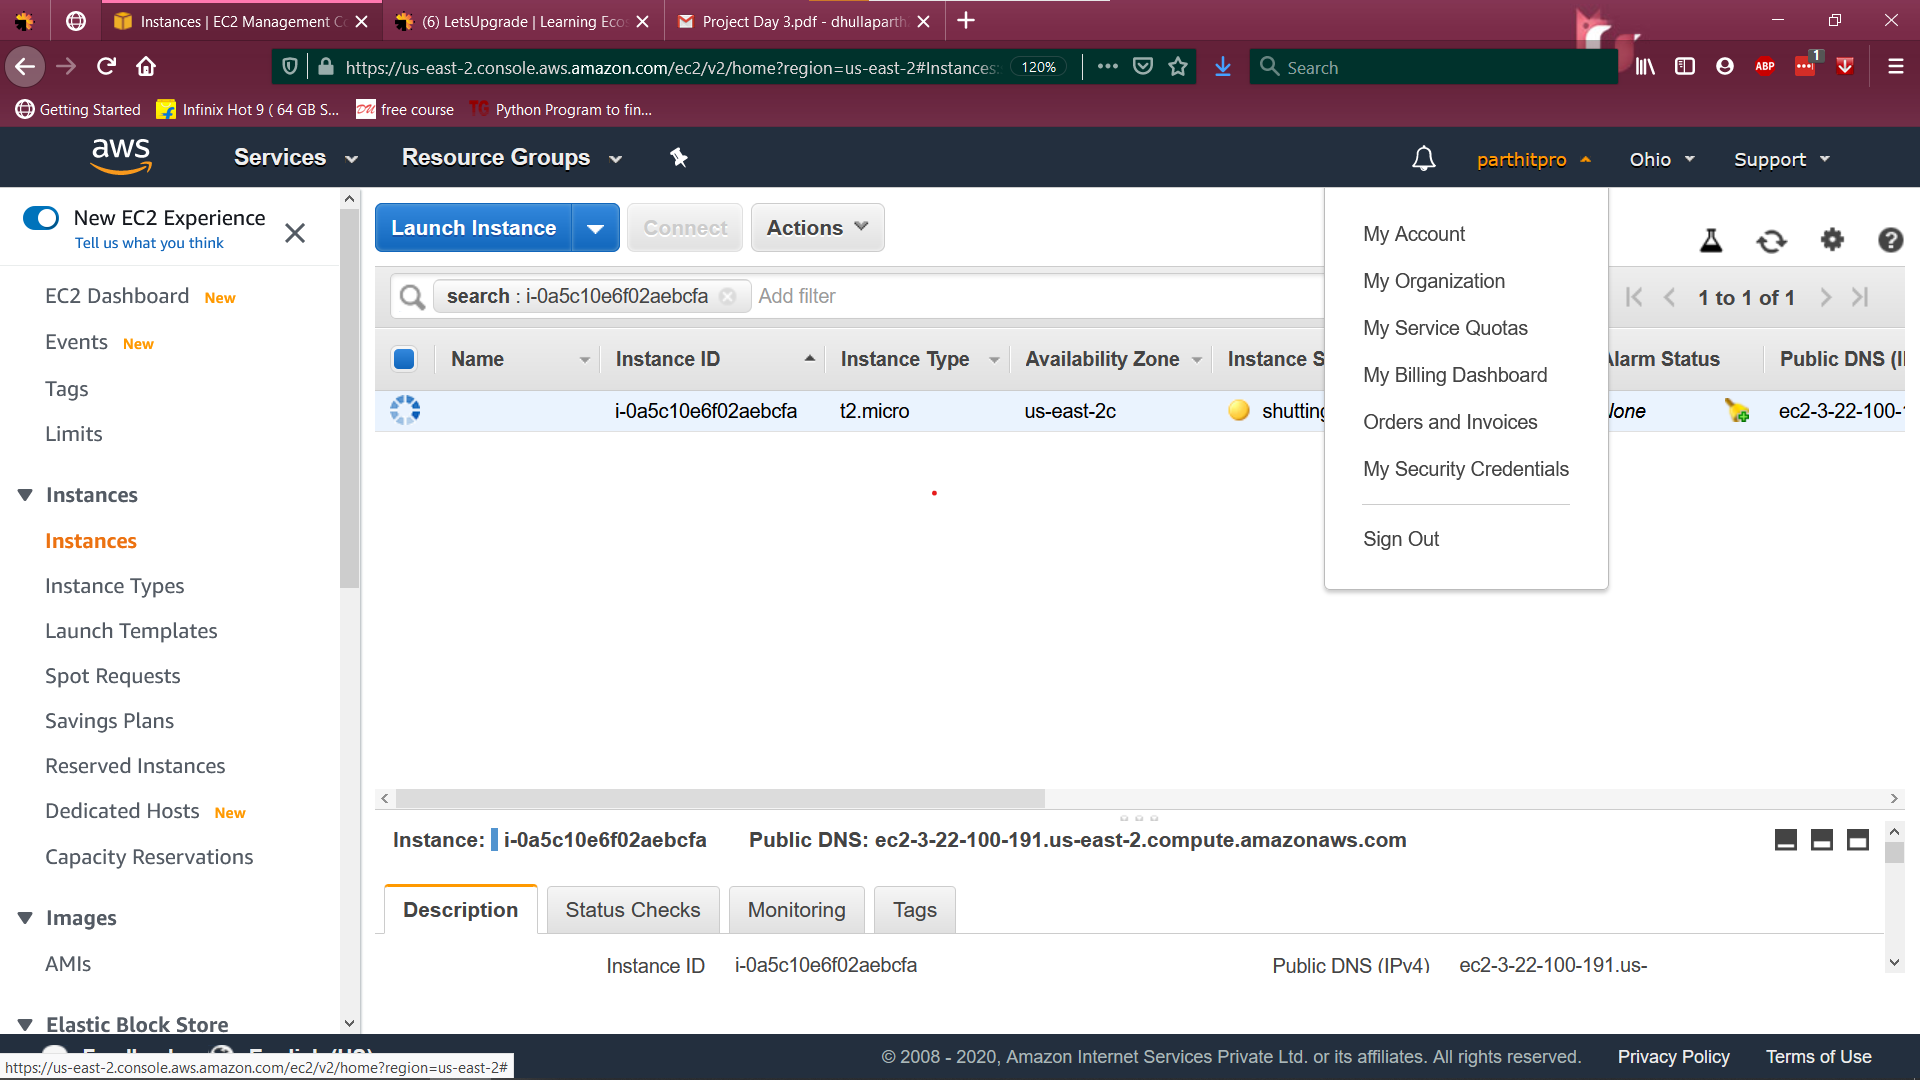 Instances | EC2 Management Co
(6) LetsUpgrade | Learning Eco
Project Day 3.pdf - dhullaparth
https://us-east-2.console.aws.amazon.com/ec2/v2/home?region=us-east-2#Instances:
120%
Search
ABP
1
Getting Started
Infinix Hot 9 ( 64 GB S...
DU free course
TG Python Program to fin...
aws
Services
Resource Groups
parthitpro
Ohio
Support
New EC2 Experience
Tell us what you think
EC2 Dashboard New
Events New
Tags
Limits
Instances
Instances
Instance Types
Launch Templates
Spot Requests
Savings Plans
Reserved Instances
Dedicated Hosts New
Capacity Reservations
Images
AMIs
Elastic Block Store
Launch Instance
Connect
Actions
search : i-0a5c10e6f02aebcfa
Add filter
1 to 1 of 1
Name
Instance ID
Instance Type
Availability Zone
Instance S
Alarm Status
Public DNS (I
i-0a5c10e6f02aebcfa
t2.micro
us-east-2c
shutting
None
ec2-3-22-100-
My Account
My Organization
My Service Quotas
My Billing Dashboard
Orders and Invoices
My Security Credentials
Sign Out
Instance: i-0a5c10e6f02aebcfa
Public DNS: ec2-3-22-100-191.us-east-2.compute.amazonaws.com
Description
Status Checks
Monitoring
Tags
Instance ID
i-0a5c10e6f02aebcfa
Public DNS (IPv4)
ec2-3-22-100-191.us-
© 2008 - 2020, Amazon Internet Services Private Ltd. or its affiliates. All rights reserved.
Privacy Policy
Terms of Use
https://us-east-2.console.aws.amazon.com/ec2/v2/home?region=us-east-2#